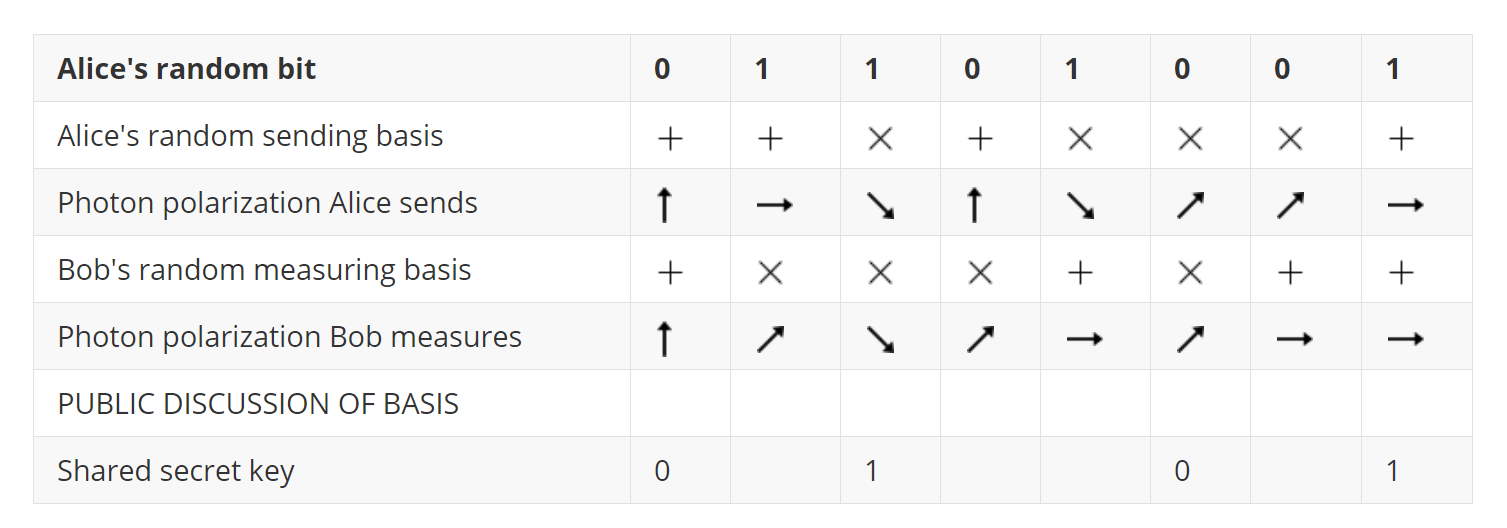 Alice's random bit 0 1 1 0 1 0 0 1
Alice's random sending basis + + × + × × × +
Photon polarization Alice sends ↑ → ↘ ↑ ↘ ↗ ↗ →
Bob's random measuring basis + × × × + × + +
Photon polarization Bob measures ↑ ↗ ↘ ↗ → ↗ → →
PUBLIC DISCUSSION OF BASIS
Shared secret key 0 1 0 1